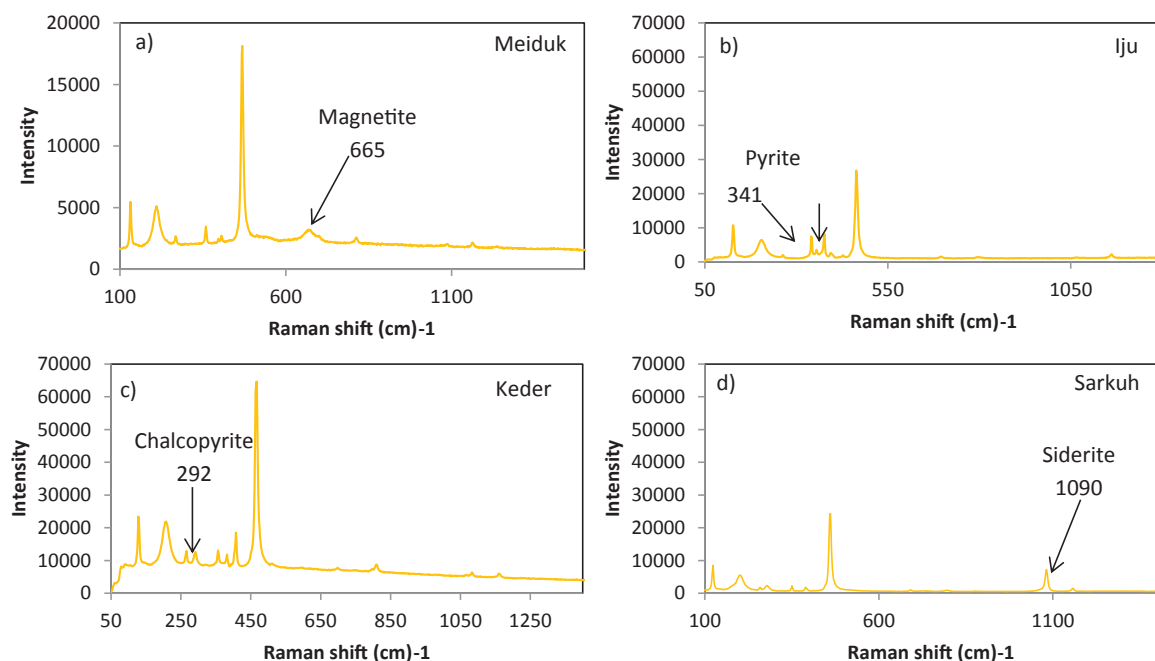 a)
Meiduk
20000
15000
10000
5000
0
Intensity
Magnetite
665
100
600
1100
Raman shift (cm)-1
b)
Iju
70000
60000
50000
40000
30000
20000
10000
0
Intensity
Pyrite
341
50
550
1050
Raman shift (cm)-1
c)
Keder
70000
60000
50000
40000
30000
20000
10000
0
Intensity
Chalcopyrite
292
50
250
450
650
850
1050
1250
Raman shift (cm)-1
d)
Sarkuh
70000
60000
50000
40000
30000
20000
10000
0
Intensity
Siderite
1090
100
600
1100
Raman shift (cm)-1